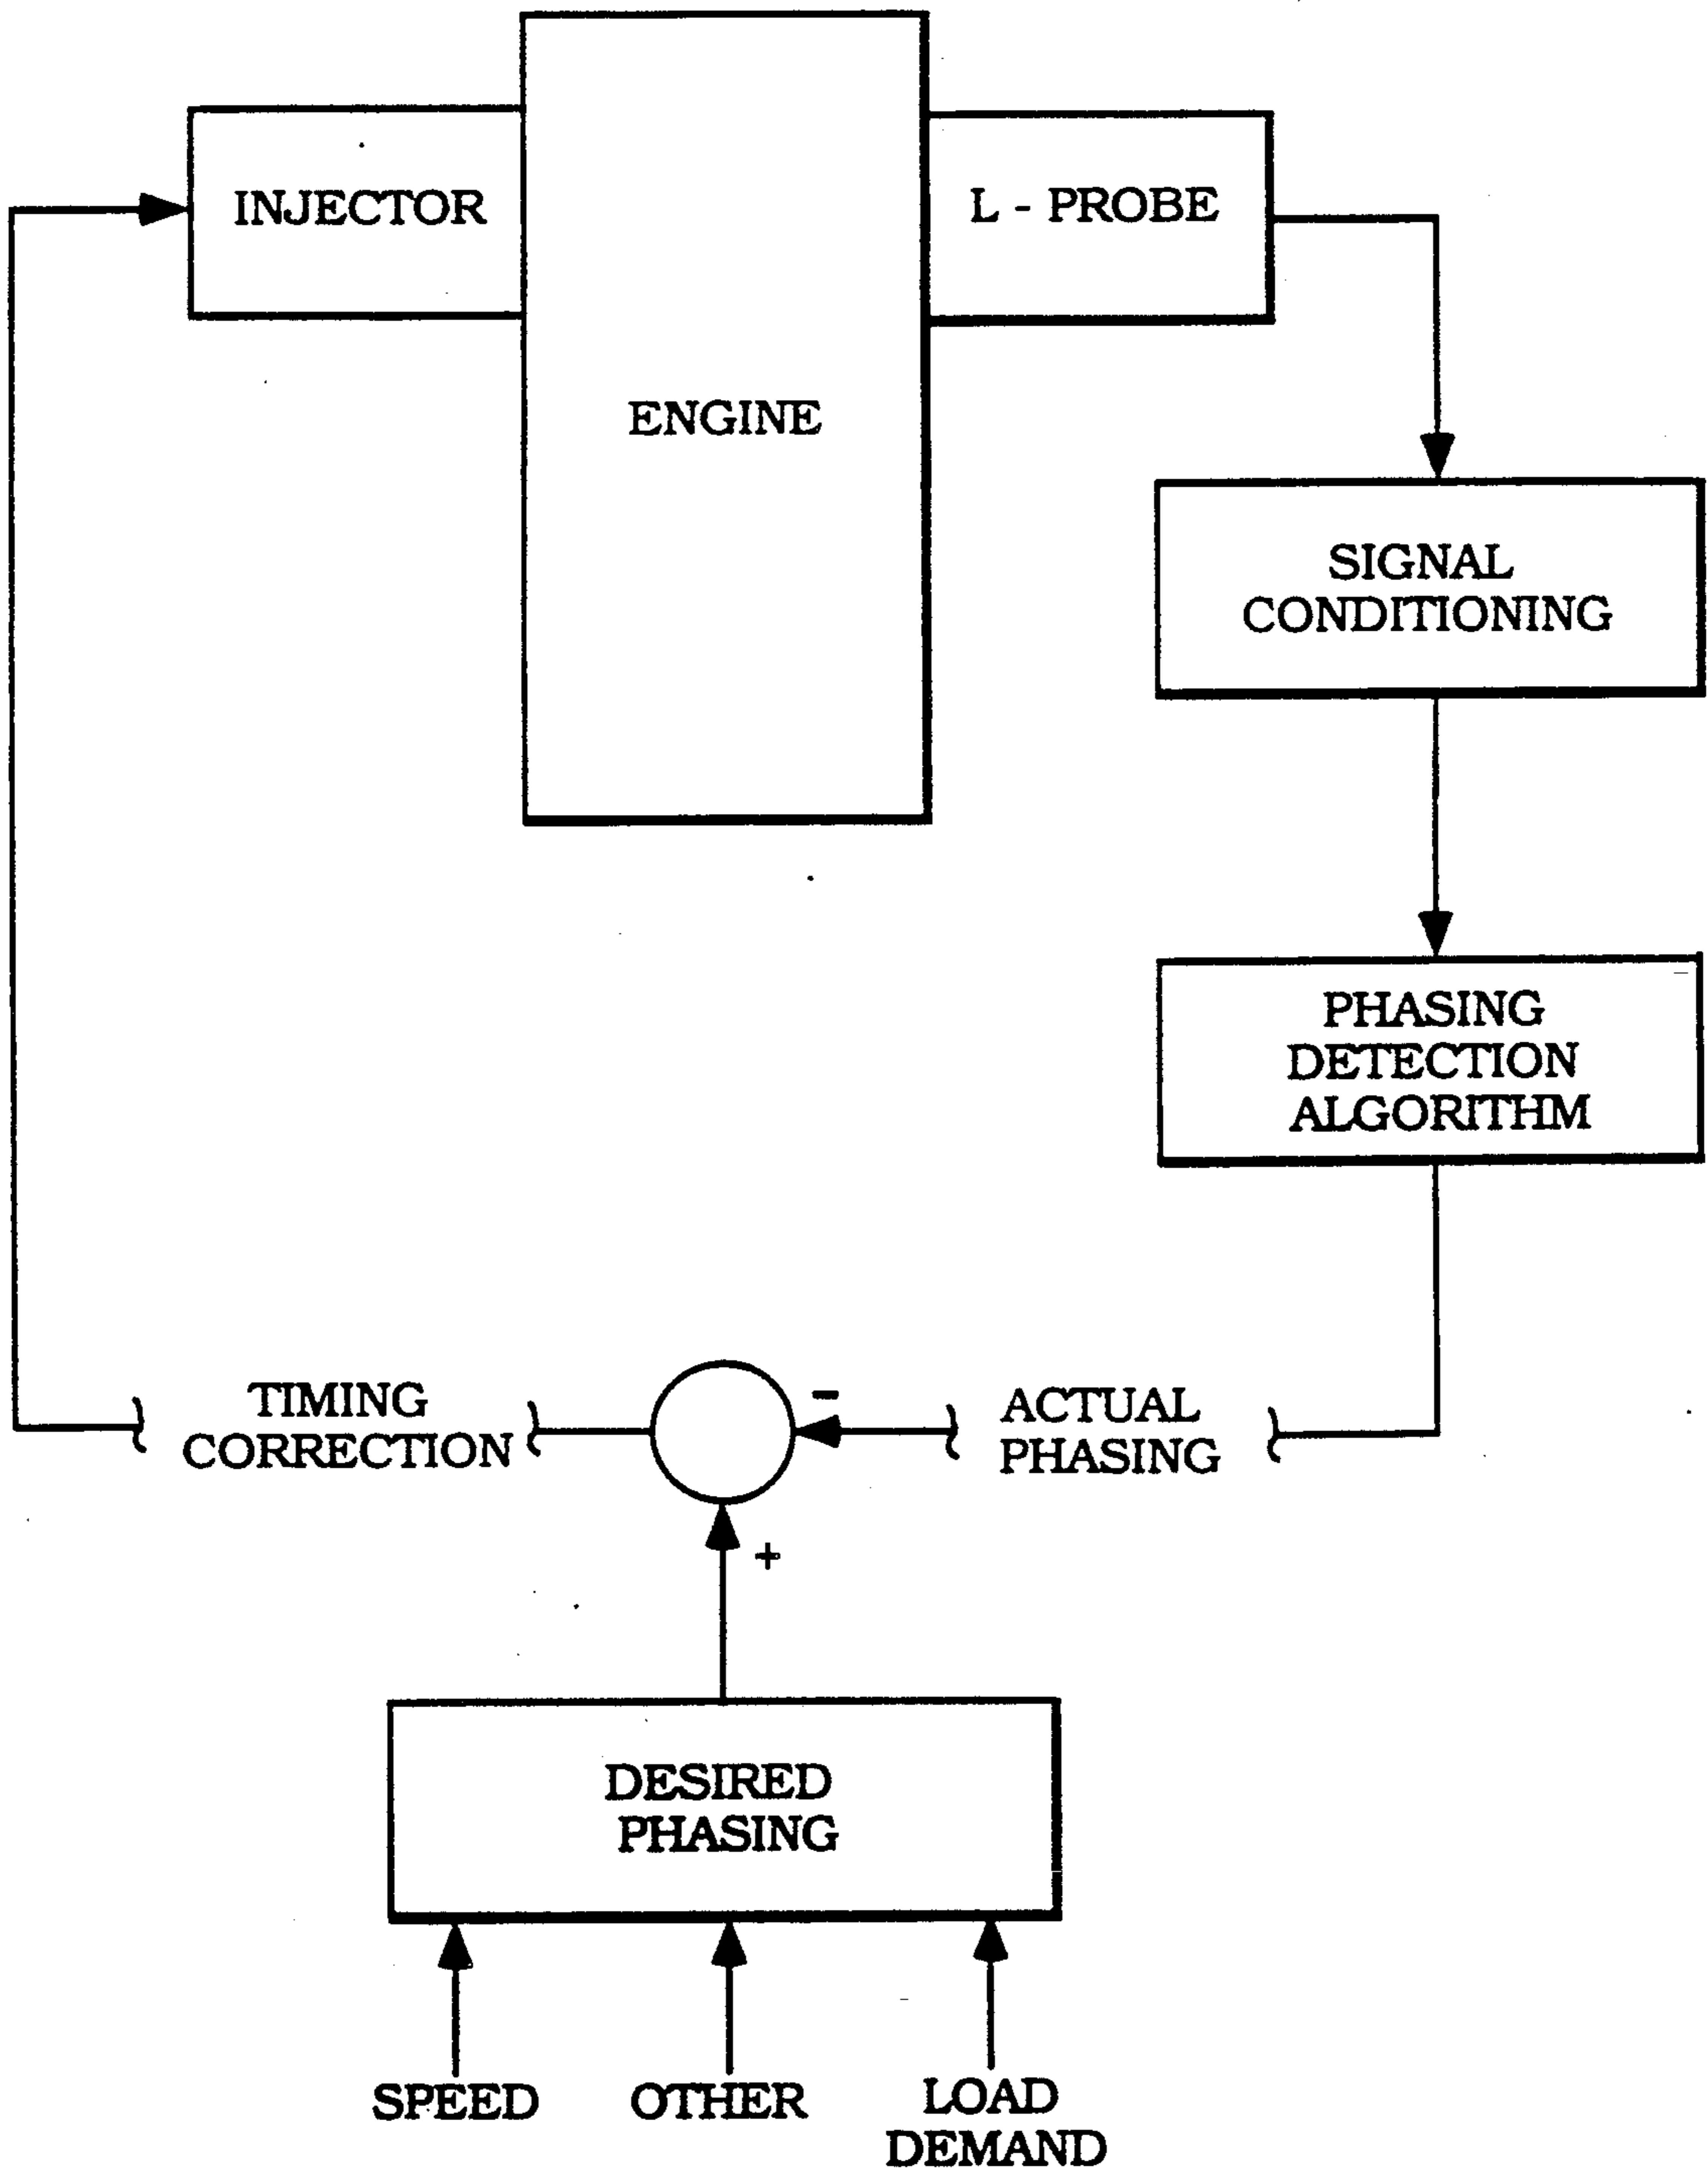 INJECTOR
L - PROBE
ENGINE
SIGNAL
CONDITIONING
PHASING
DETECTION
ALGORITHM
TIMING
CORRECTION
-
ACTUAL
PHASING
+
DESIRED
PHASING
SPEED
OTHER
LOAD
DEMAND